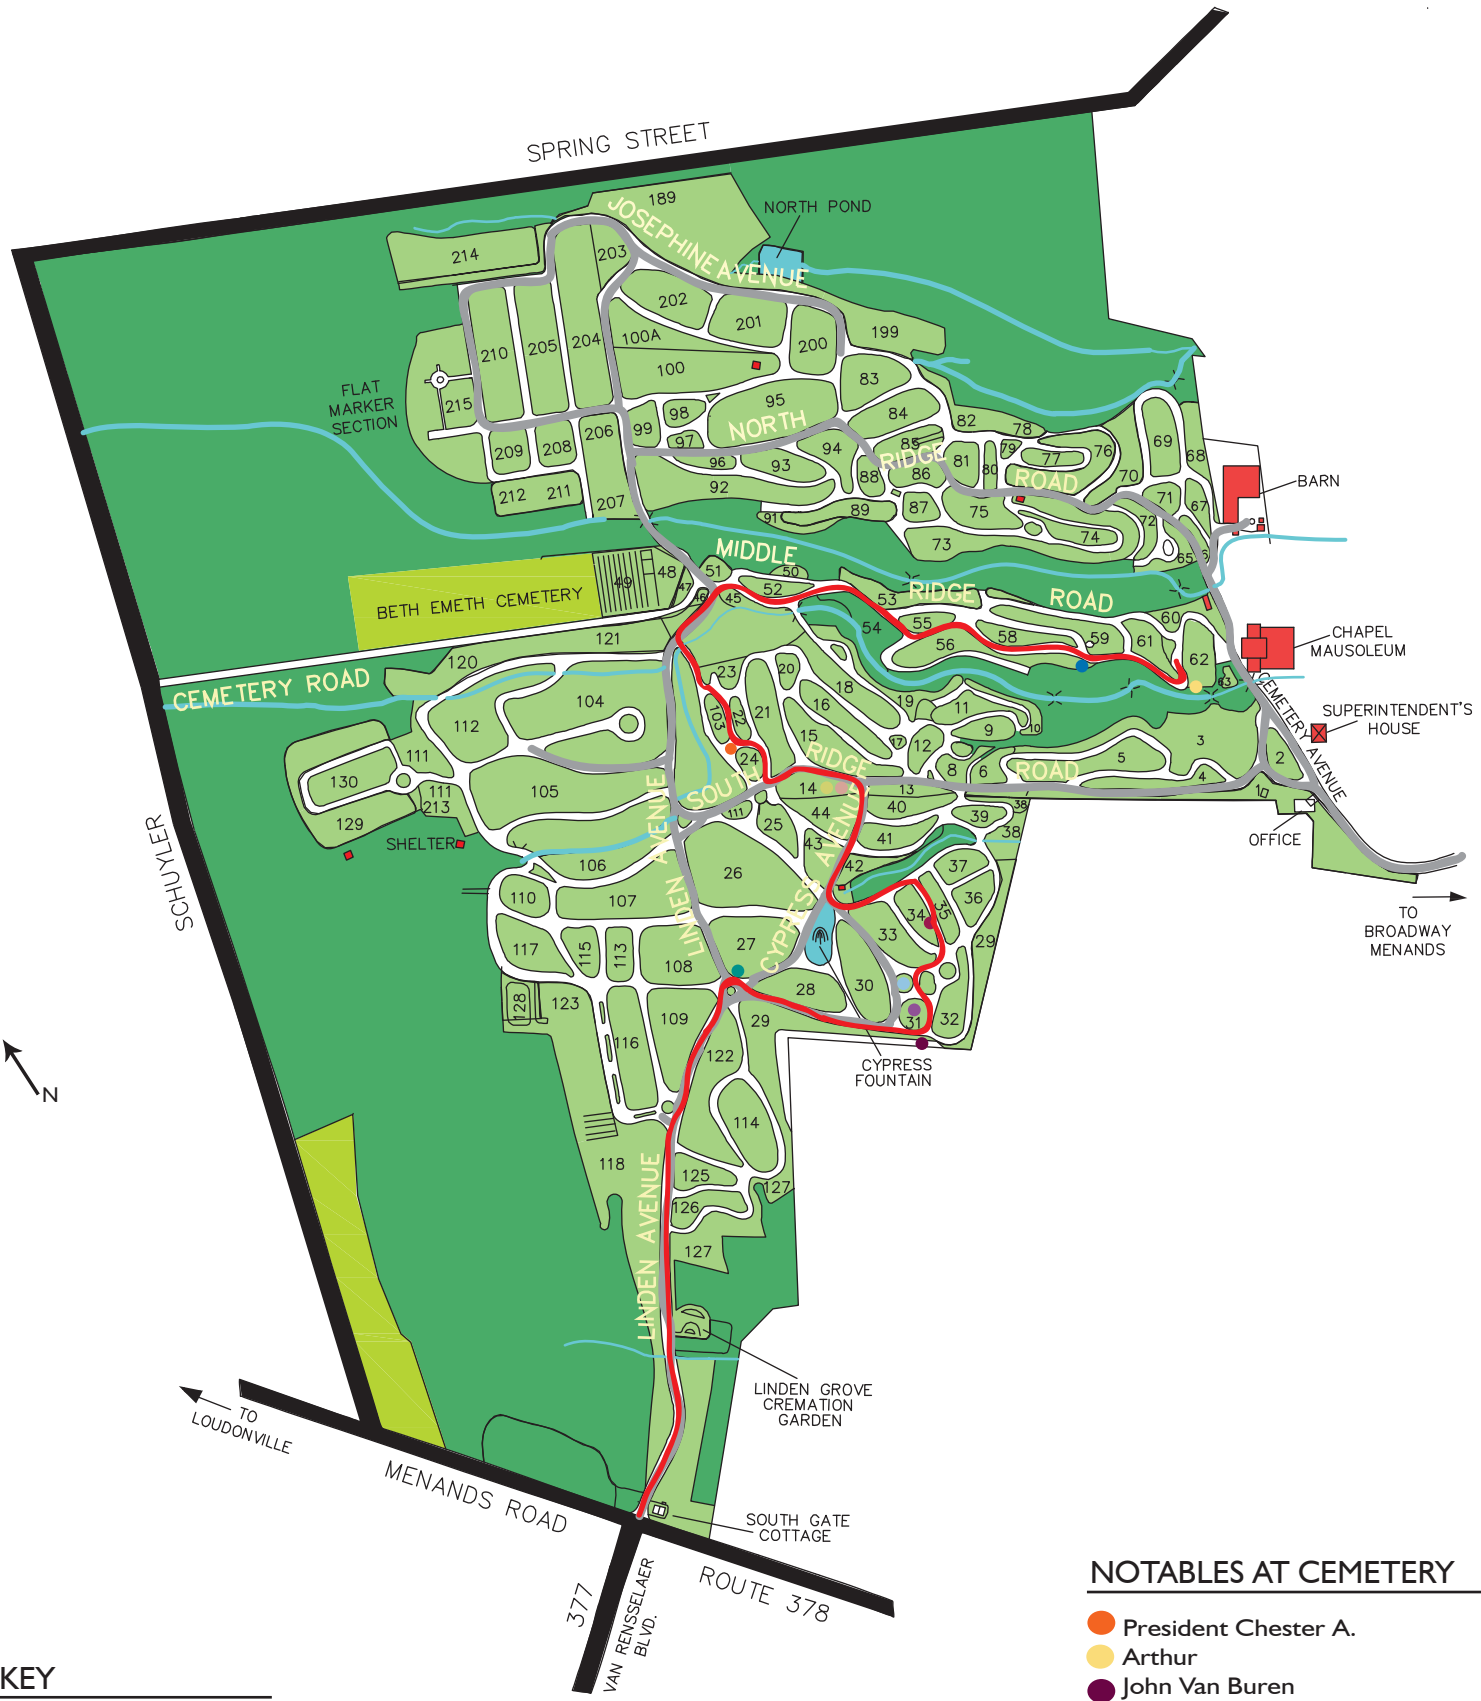 SPRING STREET
189
JOSEPHINE AVENUE
NORTH POND
214
203
202
201
200
199
210
205
204
100A
100
83
FLAT
MARKER
SECTION
215
95
98
99
97
84
82
78
NORTH
RIDGE
ROAD
209
208
206
94
85
81
79
80
77
76
69
68
96
93
88
86
70
BARN
212
211
207
92
91
89
87
75
71
67
72
74
73
65
MIDDLE
RIDGE
ROAD
BETH EMETH CEMETERY
49
48
47
46
51
45
50
52
53
54
55
56
58
59
60
61
62
63
CHAPEL
MAUSOLEUM
121
120
CEMETERY ROAD
104
112
23
20
18
19
11
10
CEMETERY AVENUE
SUPERINTENDENT'S
HOUSE
103
22
21
16
15
17
12
9
3
111
24
SOUTH
RIDGE
ROAD
8
6
5
4
2
1
130
105
111
213
14
13
129
SHELTER
LINDEN AVENUE
111
25
44
40
39
38
38
OFFICE
43
41
42
37
SCHUYLER
106
26
CYPRESS AVENUE
36
110
107
34
35
TO
BROADWAY
MENANDS
117
115
113
108
27
33
29
128
123
28
30
109
29
31
32
116
122
CYPRESS
FOUNTAIN
N
114
118
125
127
126
LINDEN AVENUE
127
LINDEN GROVE
CREMATION
GARDEN
TO
LOUDONVILLE
MENANDS ROAD
SOUTH GATE
COTTAGE
ROUTE 378
377
VAN RENSSELAER
BLVD.
NOTABLES AT CEMETERY
President Chester A.
Arthur
John Van Buren
KEY